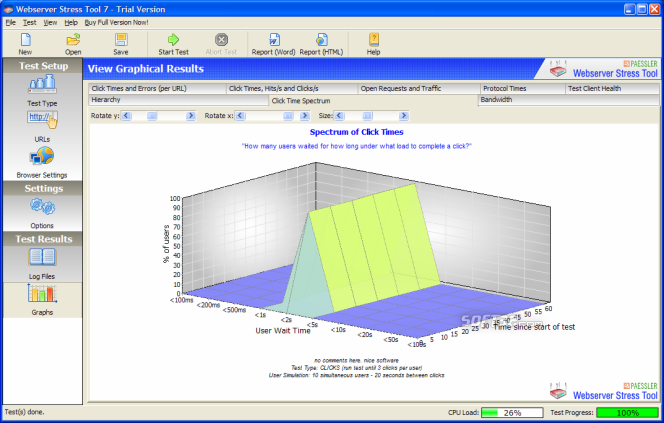 Webserver Stress Tool 7 - Trial Version
File Test View Help Buy Full Version Now!
New Open Save Start Test Abort Test Report (Word) Report (HTML) Help
Test Setup
Test Type
http://
URLs
Browser Settings
Settings
Options
Test Results
Log Files
Graphs
View Graphical Results
PAESSLER
Webserver Stress Tool
Click Times and Errors (per URL) Click Times, Hits/s and Clicks/s Open Requests and Traffic Protocol Times Test Client Health
Hierarchy Click Time Spectrum Bandwidth
Rotate y: Rotate x: Size:
Spectrum of Click Times
"How many users waited for how long under what load to complete a click?"
% of users
100
90
80
70
60
50
40
30
20
10
0
<100ms <200ms <500ms <1s <2s <5s <10s <20s <50s
User Wait Time
0 5 10 15 20 25 30 35 40 45 50 55 60
Time since start of test
no comments here. nice software
Test Type: CLICKS (run test until 3 clicks per user)
User Simulation: 10 simultaneous users - 20 seconds between clicks
PAESSLER
Webserver Stress Tool
Test(s) done. CPU Load: 26% Test Progress: 100%